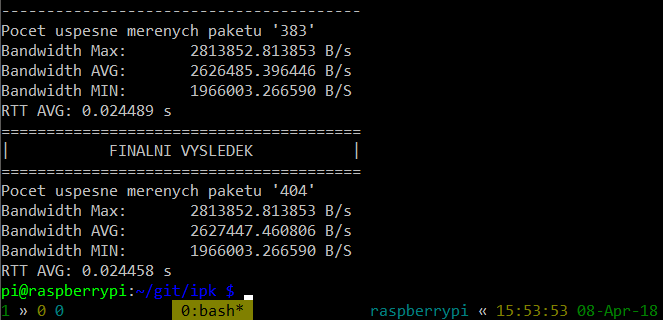 ----------------------------------------
Pocet uspesne merenych paketu '383'
Bandwidth Max:       2813852.813853 B/s
Bandwidth AVG:       2626485.396446 B/s
Bandwidth MIN:       1966003.266590 B/S
RTT AVG: 0.024489 s
========================================
|           FINALNI VYSLEDEK           |
========================================
Pocet uspesne merenych paketu '404'
Bandwidth Max:       2813852.813853 B/s
Bandwidth AVG:       2627447.460806 B/s
Bandwidth MIN:       1966003.266590 B/S
RTT AVG: 0.024458 s
pi@raspberrypi:~/git/ipk $
1 » 0 0             0:bash*              raspberrypi « 15:53:53 08-Apr-18